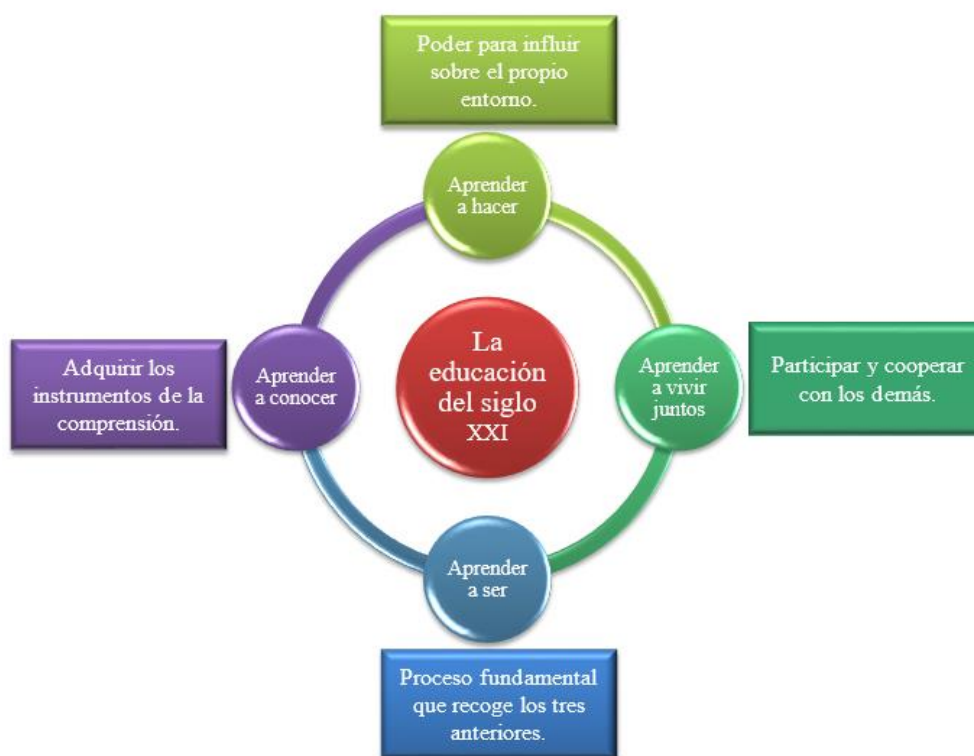 Poder para influir
sobre el propio
entorno.
Aprender
a hacer
Adquirir los
instrumentos de la
comprensión.
Aprender
a conocer
La
educación
del siglo
XXI
Aprender
a vivir
juntos
Participar y cooperar
con los demás.
Aprender
a ser
Proceso fundamental
que recoge los tres
anteriores.